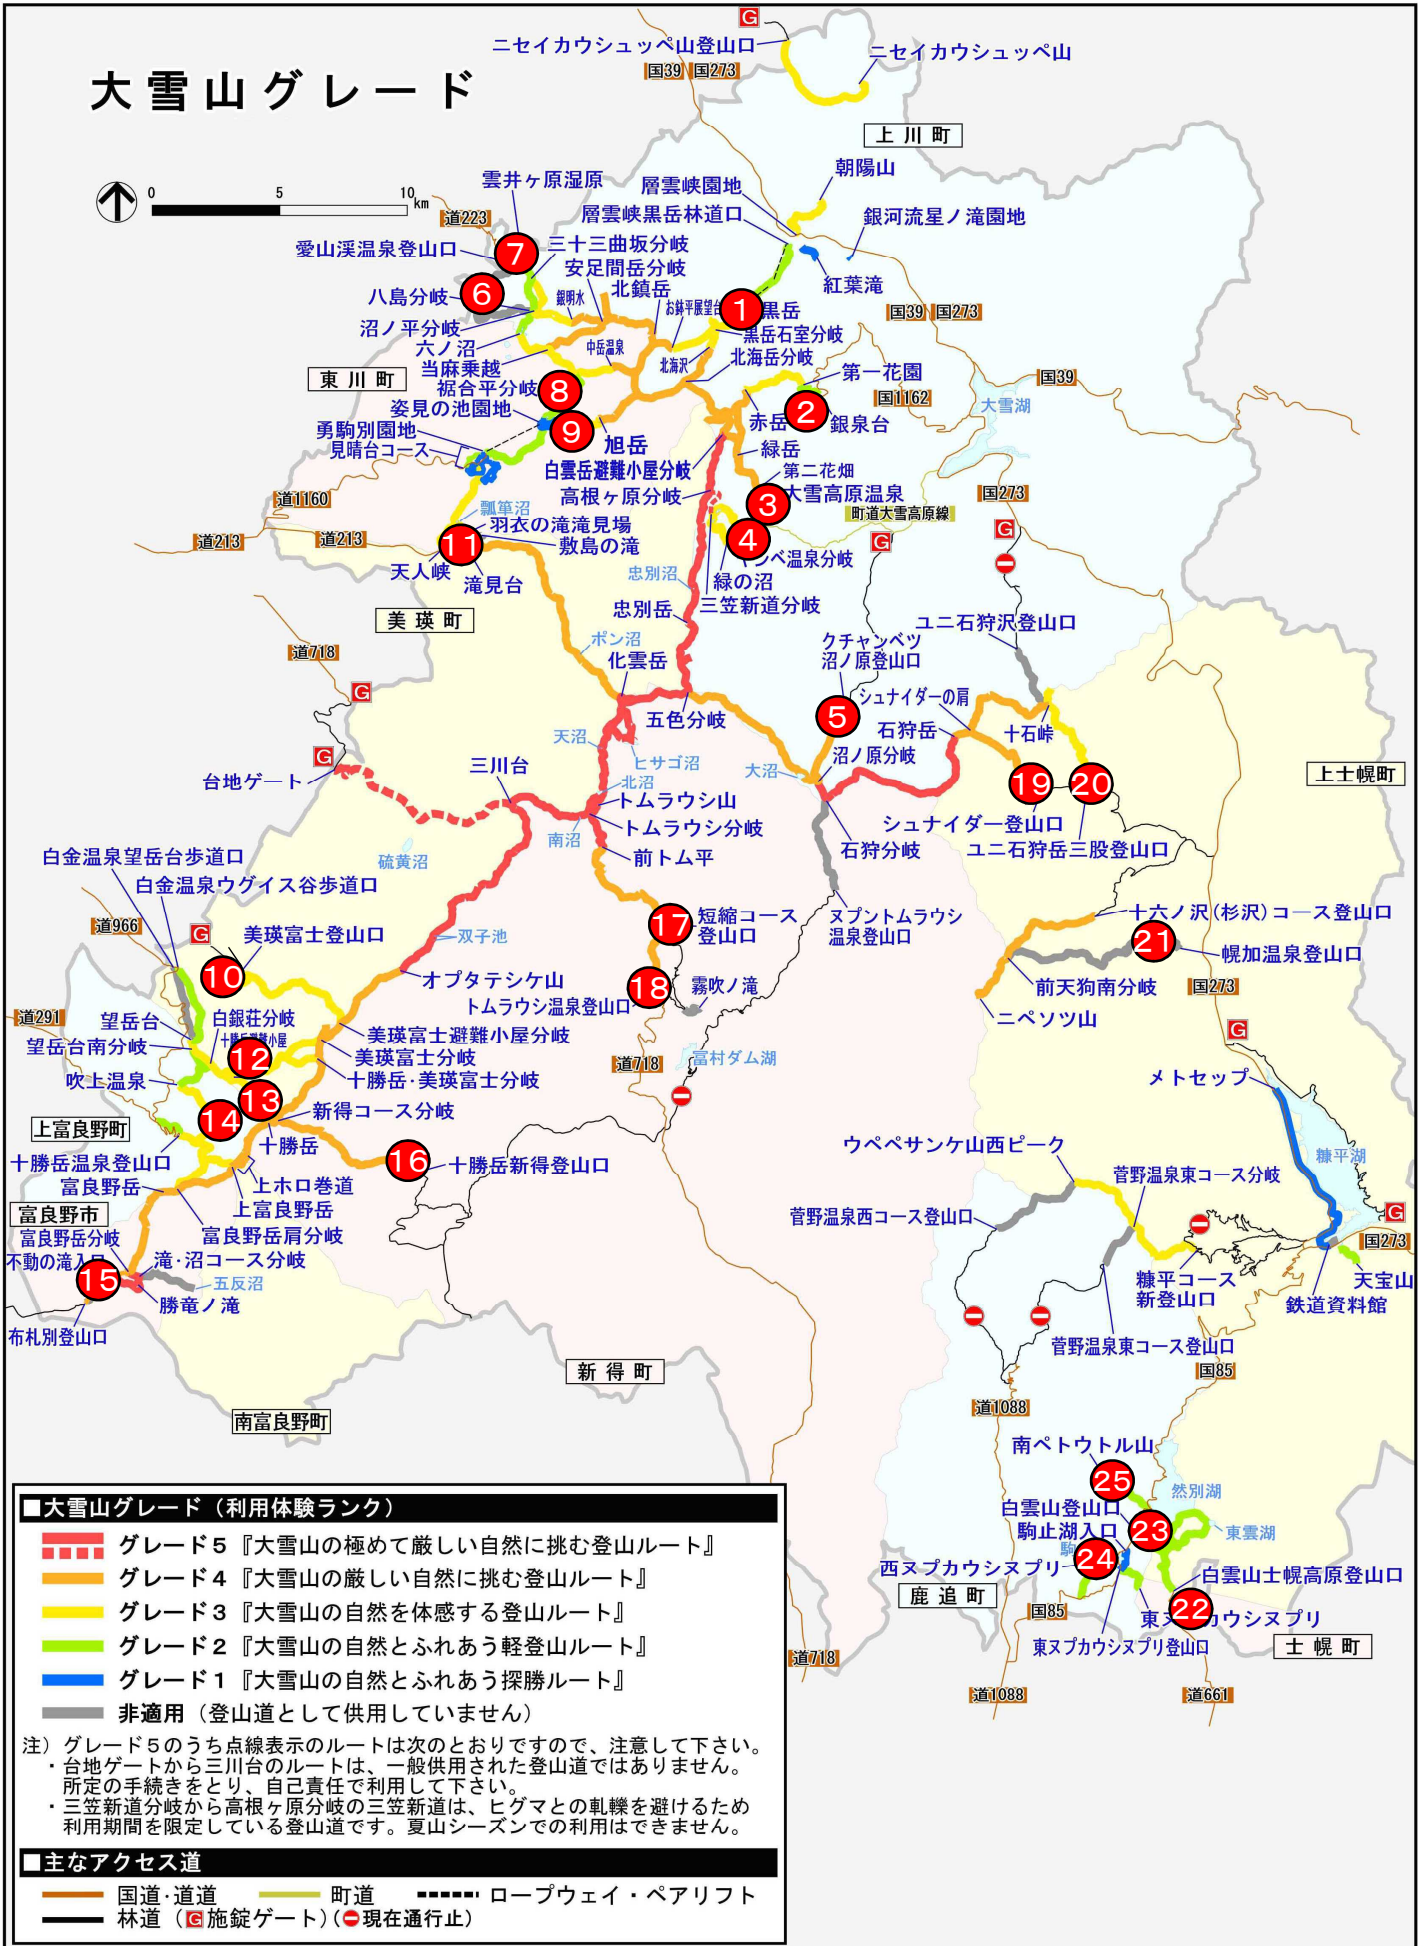 大雪山グレード
0 5 10 km
G
ニセイカウシュッペ山登山口
ニセイカウシュッペ山
国39 国273
上川町
朝陽山
雲井ヶ原湿原
層雲峡園地
層雲峡黒岳林道口
銀河流星ノ滝園地
道223
愛山渓温泉登山口
7
三十三曲坂分岐
安足間岳分岐
紅葉滝
八島分岐
6
銀明水
北鎮岳
お鉢平展望台
1
黒岳
国39 国273
沼ノ平分岐
黒岳石室分岐
六ノ沼
中岳温泉
北海沢
北海岳分岐
当麻乗越
東川町
裾合平分岐
8
第一花園
国39
国1162
大雪湖
姿見の池園地
9
赤岳
2
銀泉台
勇駒別園地
旭岳
見晴台コース
緑岳
白雲岳避難小屋分岐
第二花畑
高根ヶ原分岐
3
大雪高原温泉
国273
道1160
瓢箪沼
町道大雪高原線
羽衣の滝滝見場
4
G
G
道213
道213
11
敷島の滝
ンベ温泉分岐
天人峡
滝見台
忠別沼
緑の沼
三笠新道分岐
美瑛町
忠別岳
ユニ石狩沢登山口
ポン沼
クチャンベツ
沼ノ原登山口
道718
化雲岳
G
五色分岐
5
シュナイダーの肩
石狩岳
十石峠
天沼
沼ノ原分岐
G
ヒサゴ沼
大沼
台地ゲート
三川台
北沼
19
20
上士幌町
トムラウシ山
シュナイダー登山口
南沼
トムラウシ分岐
石狩分岐
ユニ石狩岳三股登山口
白金温泉望岳台歩道口
硫黄沼
前トム平
白金温泉ウグイス谷歩道口
短縮コース
登山口
17
ヌプントムラウシ
温泉登山口
十六ノ沢(杉沢)コース登山口
道966
G
美瑛富士登山口
双子池
21
幌加温泉登山口
10
オプタテシケ山
18
霧吹ノ滝
前天狗南分岐
国273
トムラウシ温泉登山口
道291
望岳台
白銀荘分岐
ニペソツ山
望岳台南分岐
美瑛富士避難小屋分岐
G
12
美瑛富士分岐
富村ダム湖
道718
吹上温泉
十勝岳・美瑛富士分岐
メトセップ
13
14
新得コース分岐
上富良野町
十勝岳
ウペペサンケ山西ピーク
糠平湖
十勝岳温泉登山口
16
十勝岳新得登山口
菅野温泉東コース分岐
富良野岳
上ホロ巻道
上富良野岳
富良野市
富良野岳肩分岐
菅野温泉西コース登山口
G
富良野岳分岐
国273
不動の滝入口
滝・沼コース分岐
15
五反沼
糠平コース
新登山口
天宝山
勝竜ノ滝
鉄道資料館
布札別登山口
菅野温泉東コース登山口
新得町
国85
南富良野町
道1088
南ペトウトル山
25
然別湖
白雲山登山口
23
東雲湖
駒止湖入口
駒
24
西ヌプカウシヌプリ
白雲山士幌高原登山口
鹿追町
国85
22
東ヌプカウシヌプリ
東ヌプカウシヌプリ登山口
士幌町
道718
道1088
道661
■大雪山グレード(利用体験ランク)
グレード5『大雪山の極めて厳しい自然に挑む登山ルート』
グレード4『大雪山の厳しい自然に挑む登山ルート』
グレード3『大雪山の自然を体感する登山ルート』
グレード2『大雪山の自然とふれあう軽登山ルート』
グレード1『大雪山の自然とふれあう探勝ルート』
非適用(登山道として供用していません)
注)グレード5のうち点線表示のルートは次のとおりですので、注意して下さい。
・台地ゲートから三川台のルートは、一般供用された登山道ではありません。
所定の手続きをとり、自己責任で利用して下さい。
・三笠新道分岐から高根ヶ原分岐の三笠新道は、ヒグマとの軋轢を避けるため
利用期間を限定している登山道です。夏山シーズンでの利用はできません。
■主なアクセス道
国道・道道 町道 ロープウェイ・ペアリフト
林道(G施錠ゲート)(現在通行止)